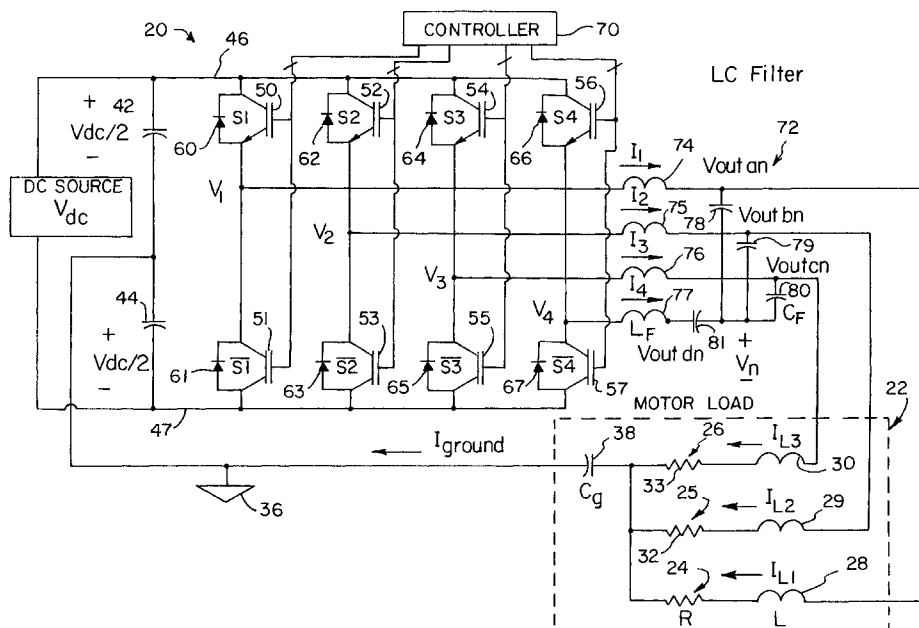 CONTROLLER
70
20
46
LC Filter
+
42
Vdc/2
-
50
52
54
56
S1
S2
S3
S4
60
62
64
66
DC SOURCE
Vdc
I1
74
Vout an
72
V1
I2
75
78
Vout bn
V2
I3
76
79
Voutcn
V3
I4
77
80
CF
44
V4
LF
81
Vout dn
+
Vn
-
+
Vdc/2
-
51
53
55
57
S1
S2
S3
S4
61
63
65
67
47
MOTOR LOAD
22
Iground
38
26
IL3
36
Cg
33
30
25
IL2
29
32
24
IL1
28
R
L